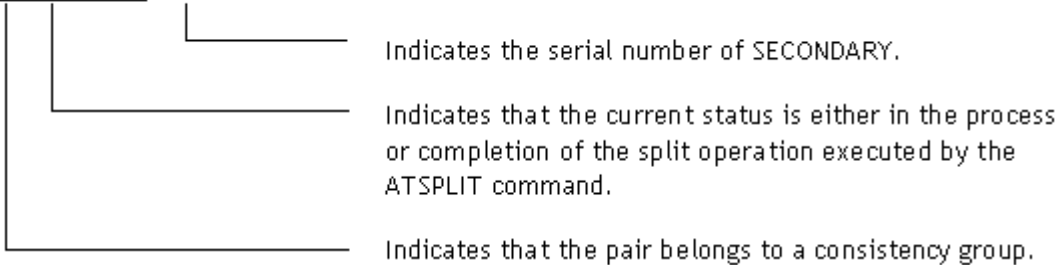 Indicates the serial number of SECONDARY.
Indicates that the current status is either in the process
or completion of the split operation executed by the
ATSPLIT command.
Indicates that the pair belongs to a consistency group.